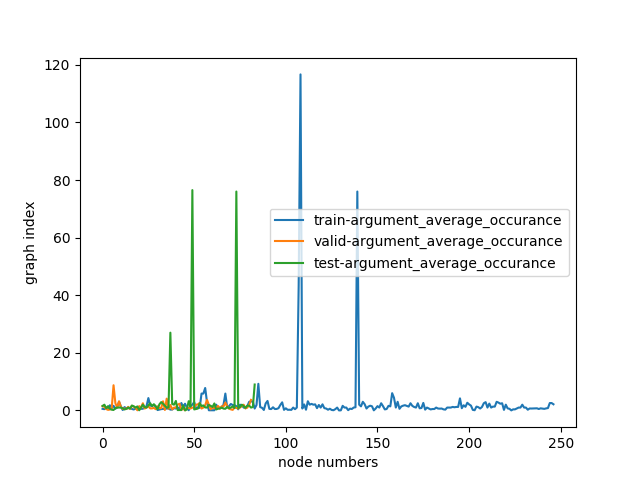 120
100
80
60
40
20
0
graph index
train-argument_average_occurance
valid-argument_average_occurance
test-argument_average_occurance
0 50 100 150 200 250
node numbers